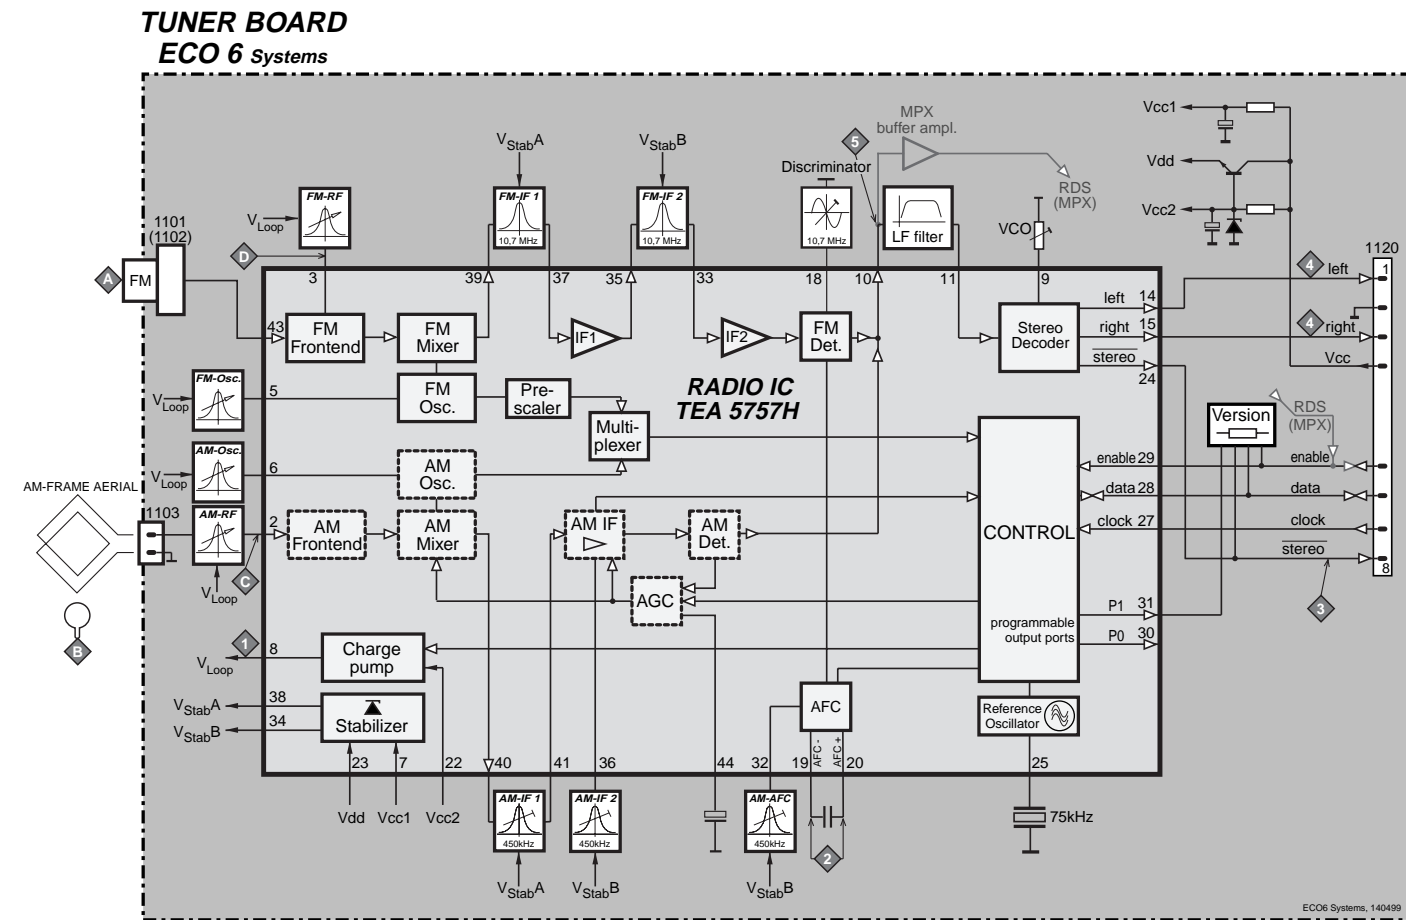 TUNER BOARD
ECO 6 Systems
Vcc1
Vdd
Vcc2
MPX
buffer ampl.
5
RDS
(MPX)
VStabA
VStabB
Discriminator
FM-RF
VLoop
D
FM-IF 1
10,7 MHz
FM-IF 2
10,7 MHz
10,7 MHz
LF filter
VCO
1101
(1102)
A
FM
1120
3
39
37
35
33
18
10
11
9
4
left
1
43
FM
Frontend
FM
Mixer
IF1
IF2
FM
Det.
Stereo
Decoder
left
14
right
15
stereo
24
4
right
Vcc
FM-Osc.
VLoop
5
FM
Osc.
Pre-
scaler
Multi-
plexer
RADIO IC
TEA 5757H
Version
RDS
(MPX)
AM-Osc.
VLoop
6
AM
Osc.
enable 29
enable
data 28
data
clock 27
clock
stereo
8
3
AM-FRAME AERIAL
1103
AM-RF
VLoop
C
B
2
AM
Frontend
AM
Mixer
AM IF
AM
Det.
AGC
CONTROL
programmable
output ports
P1
31
P0
30
1
VLoop
8
Charge
pump
VStabA
38
VStabB
34
Stabilizer
AFC
AFC -
AFC +
Reference
Oscillator
23
7
22
40
41
36
44
32
19
20
25
Vdd
Vcc1
Vcc2
AM-IF 1
450kHz
AM-IF 2
450kHz
AM-AFC
450kHz
2
75kHz
VStabA
VStabB
VStabB
ECO6 Systems, 140499